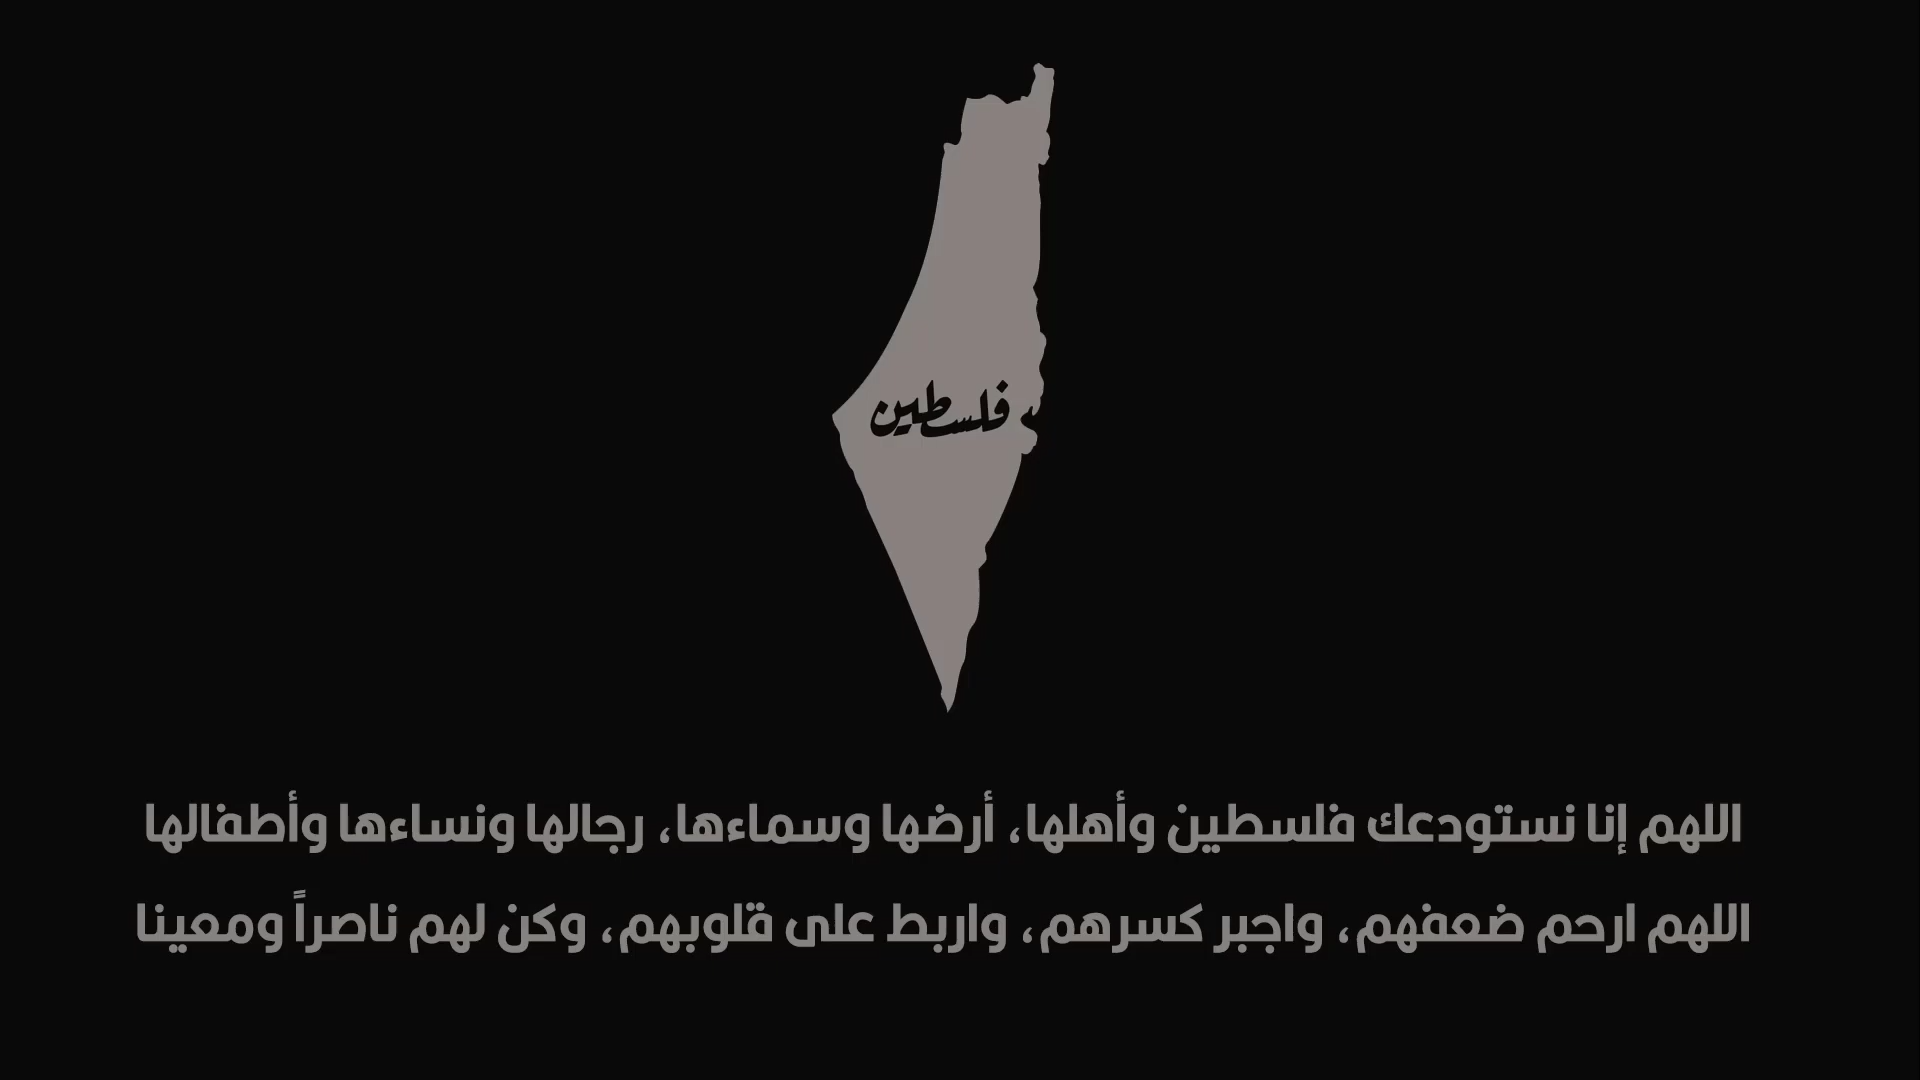 فلسطين
اللهم إنا نستودعك فلسطين وأهلها، أرضها وسماءها، رجالها ونساءها وأطفالها
اللهم ارحم ضعفهم، واجبر كسرهم، واربط على قلوبهم، وكن لهم ناصراً ومعينا